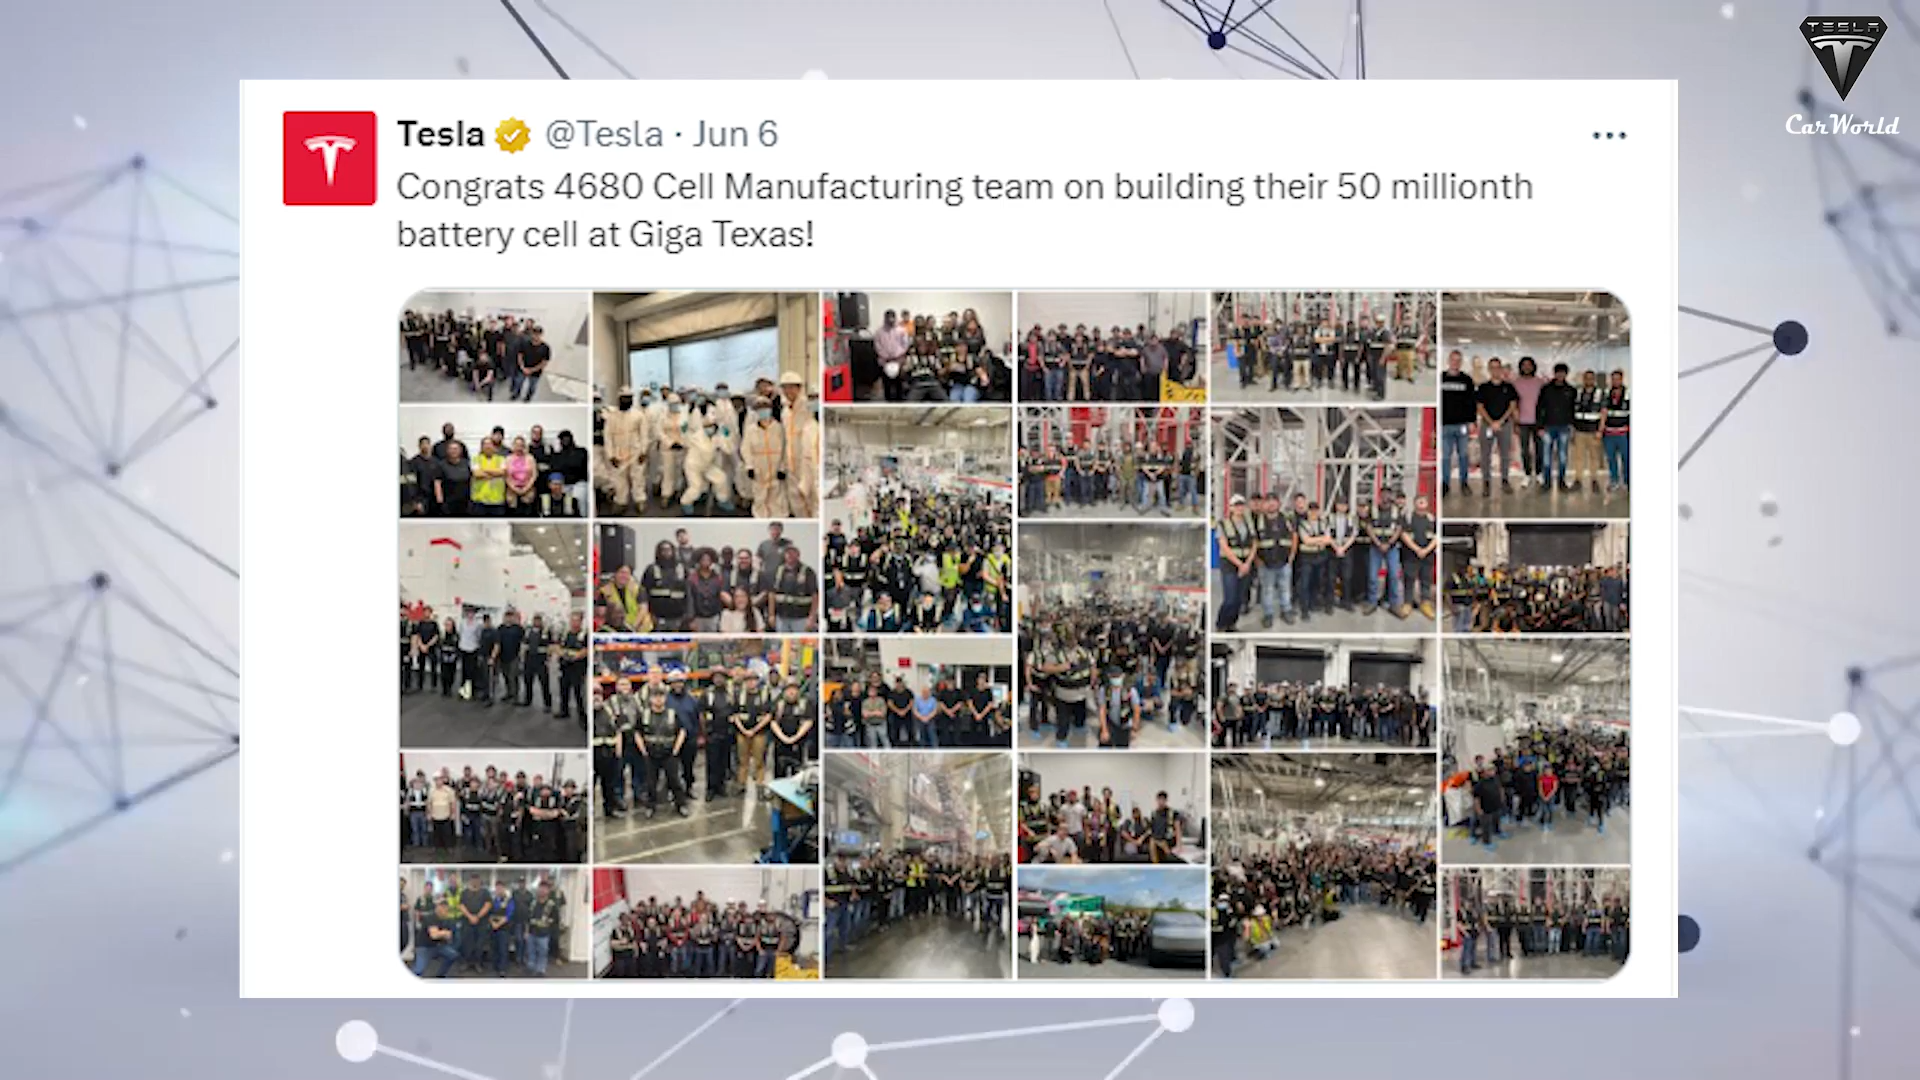 TESLA
CarWorld
Tesla @Tesla · Jun 6
Congrats 4680 Cell Manufacturing team on building their 50 millionth
battery cell at Giga Texas!